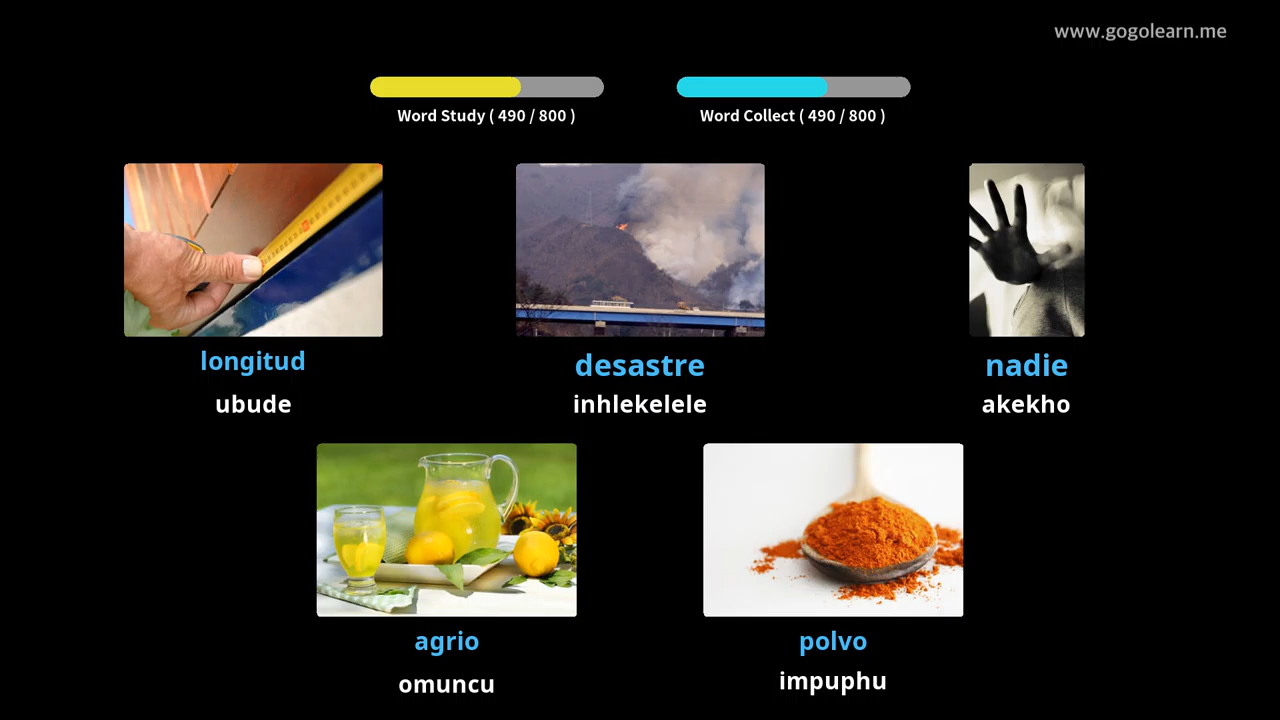 www.gogolearn.me
Word Study ( 490 / 800 )
Word Collect ( 490 / 800 )
longitud
ubude
desastre
inhlekelele
nadie
akekho
agrio
omuncu
polvo
impuphu